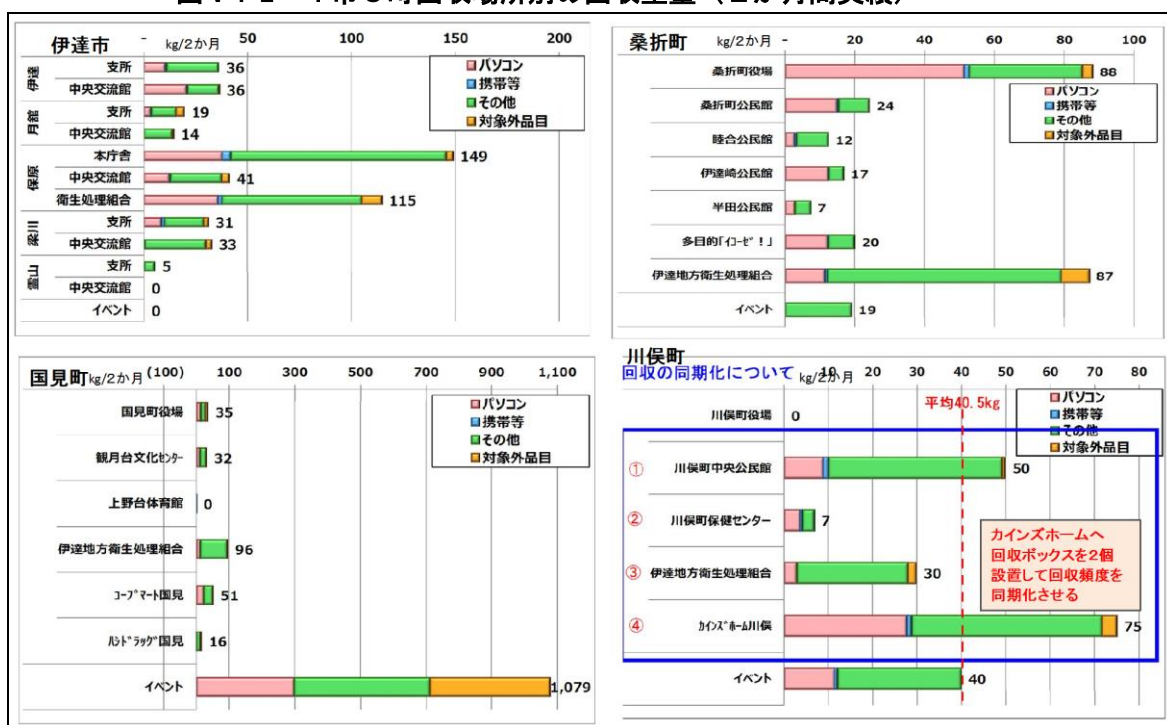 伊達市
kg/2か月
- 50 100 150 200
パソコン
携帯等
その他
対象外品目
伊達
支所 36
中央交流館 36
月舘
支所 19
中央交流館 14
保原
本庁舎 149
中央交流館 41
衛生処理組合 115
梁川
支所 31
中央交流館 33
霊山
支所 5
中央交流館 0
イベント 0
桑折町
kg/2か月
- 20 40 60 80 100
パソコン
携帯等
その他
対象外品目
桑折町役場 88
桑折町公民館 24
睦合公民館 12
伊達崎公民館 17
半田公民館 7
多目的「イコーゼ!」 20
伊達地方衛生処理組合 87
イベント 19
国見町 kg/2か月
(100) 100 300 500 700 900 1,100
パソコン
携帯等
その他
対象外品目
国見町役場 35
観月台文化センター 32
上野台体育館 0
伊達地方衛生処理組合 96
コープマート国見 51
ハシドラッグ国見 16
イベント 1,079
川俣町
回収の同期化について
kg/2か月
10 20 30 40 50 60 70 80
平均40.5kg
パソコン
携帯等
その他
対象外品目
川俣町役場 0
① 川俣町中央公民館 50
② 川俣町保健センター 7
③ 伊達地方衛生処理組合 30
④ カインズホーム川俣 75
イベント 40
カインズホームへ
回収ボックスを2個
設置して回収頻度を
同期化させる